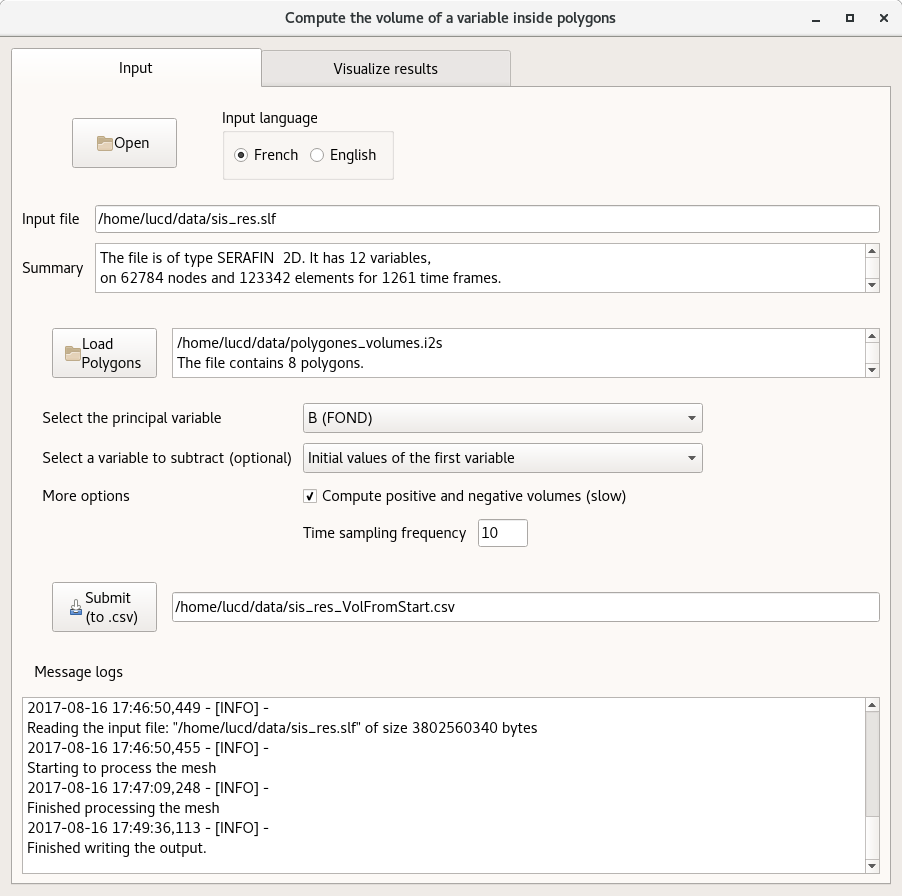 Compute the volume of a variable inside polygons
Input
Visualize results
Open
Input language
French
English
Input file
/home/lucd/data/sis_res.slf
Summary
The file is of type SERAFIN  2D. It has 12 variables,
on 62784 nodes and 123342 elements for 1261 time frames.
Load
Polygons
/home/lucd/data/polygones_volumes.i2s
The file contains 8 polygons.
Select the principal variable
B (FOND)
Select a variable to subtract (optional)
Initial values of the first variable
More options
Compute positive and negative volumes (slow)
Time sampling frequency
10
Submit
(to .csv)
/home/lucd/data/sis_res_VolFromStart.csv
Message logs
2017-08-16 17:46:50,449 - [INFO] -
Reading the input file: "/home/lucd/data/sis_res.slf" of size 3802560340 bytes
2017-08-16 17:46:50,455 - [INFO] -
Starting to process the mesh
2017-08-16 17:47:09,248 - [INFO] -
Finished processing the mesh
2017-08-16 17:49:36,113 - [INFO] -
Finished writing the output.